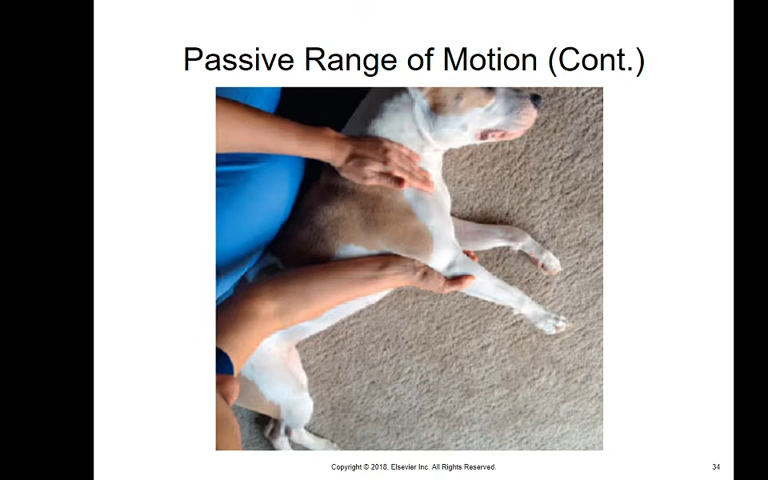 Passive Range of Motion (Cont.)
Copyright © 2018, Elsevier Inc. All Rights Reserved.
34